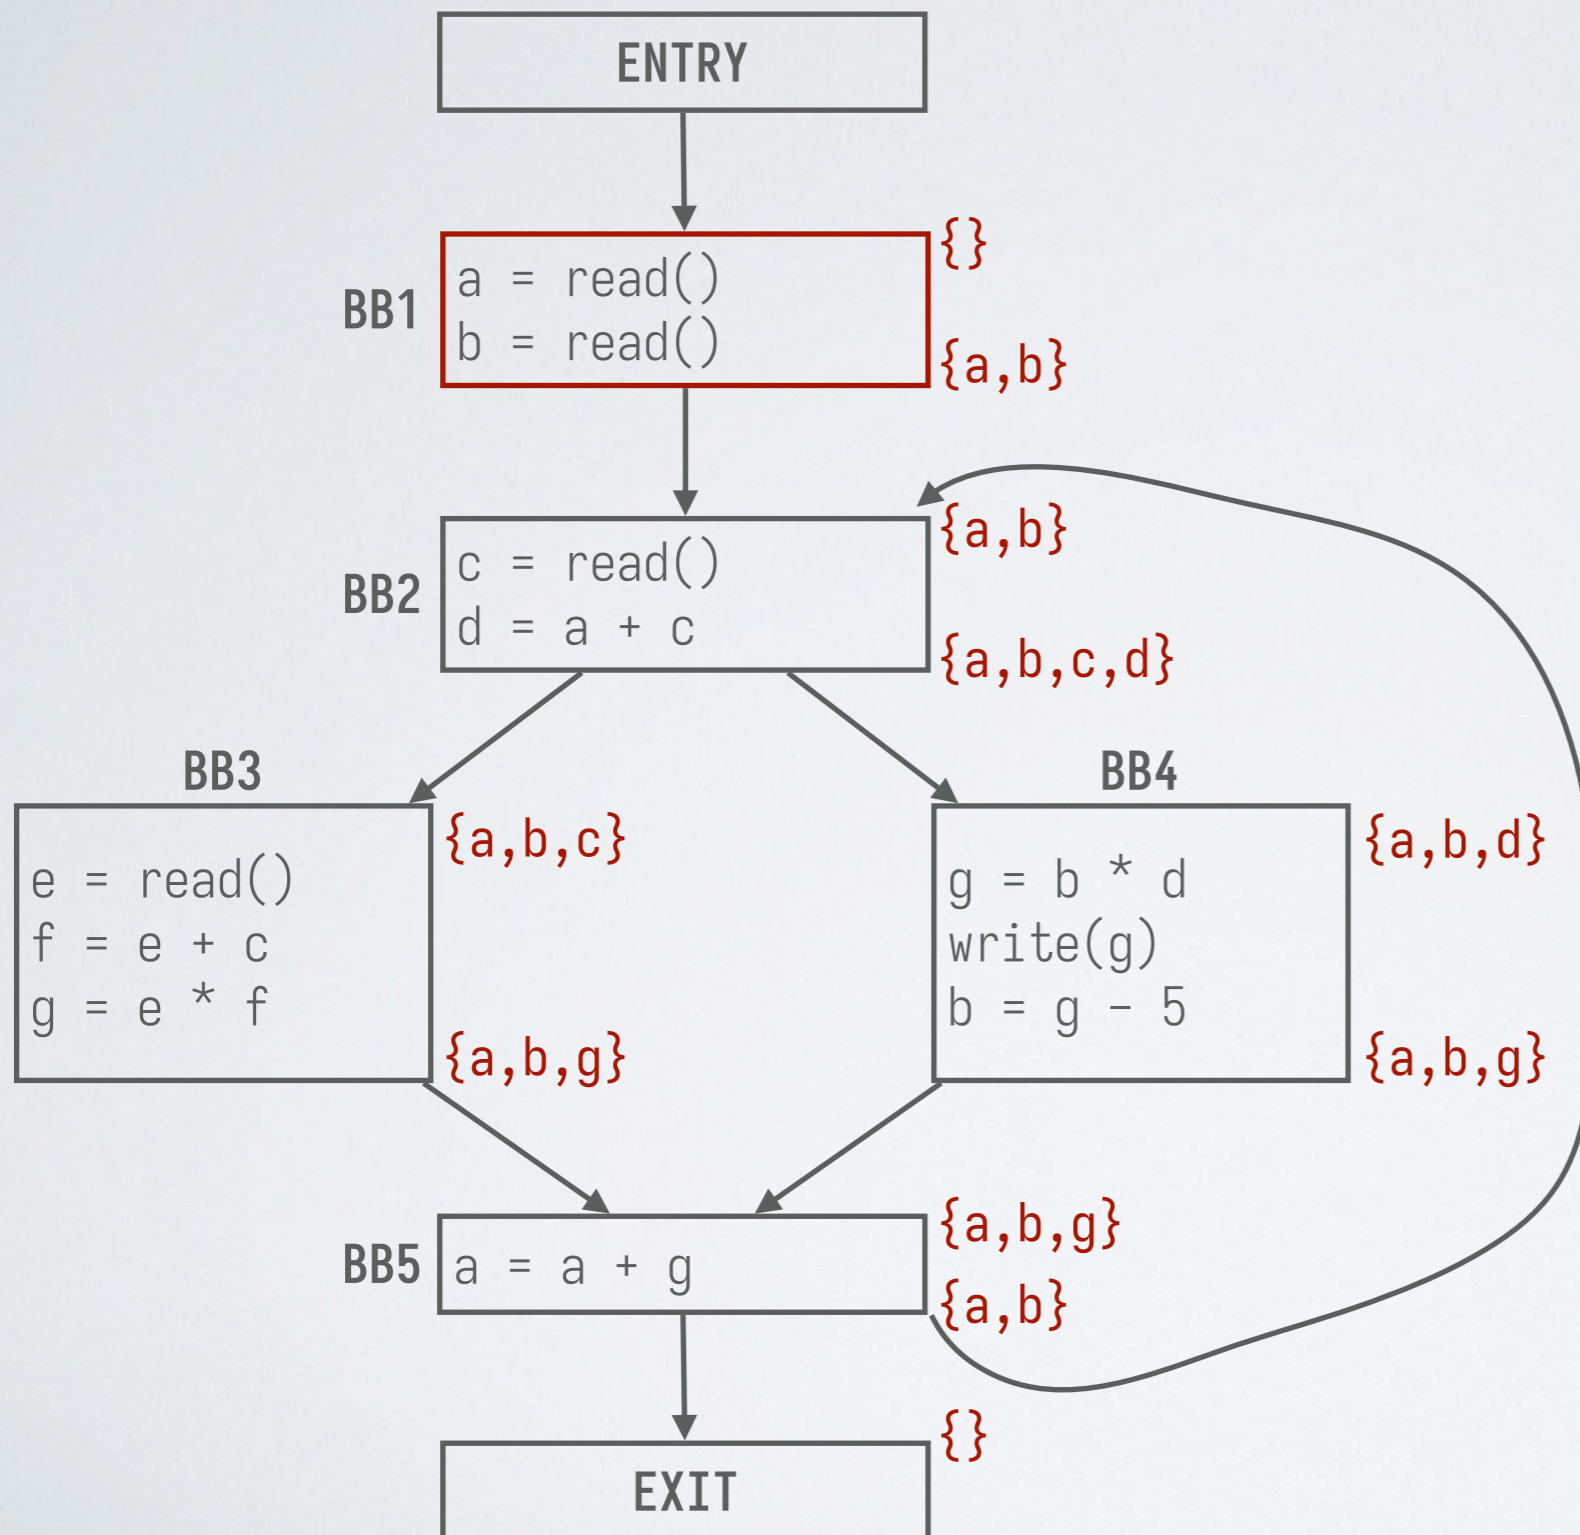 ENTRY
{}
BB1
a = read()
b = read()
{a,b}
{a,b}
BB2
c = read()
d = a + c
{a,b,c,d}
BB3
{a,b,c}
e = read()
f = e + c
g = e * f
{a,b,g}
BB4
{a,b,d}
g = b * d
write(g)
b = g - 5
{a,b,g}
{a,b,g}
BB5
a = a + g
{a,b}
{}
EXIT